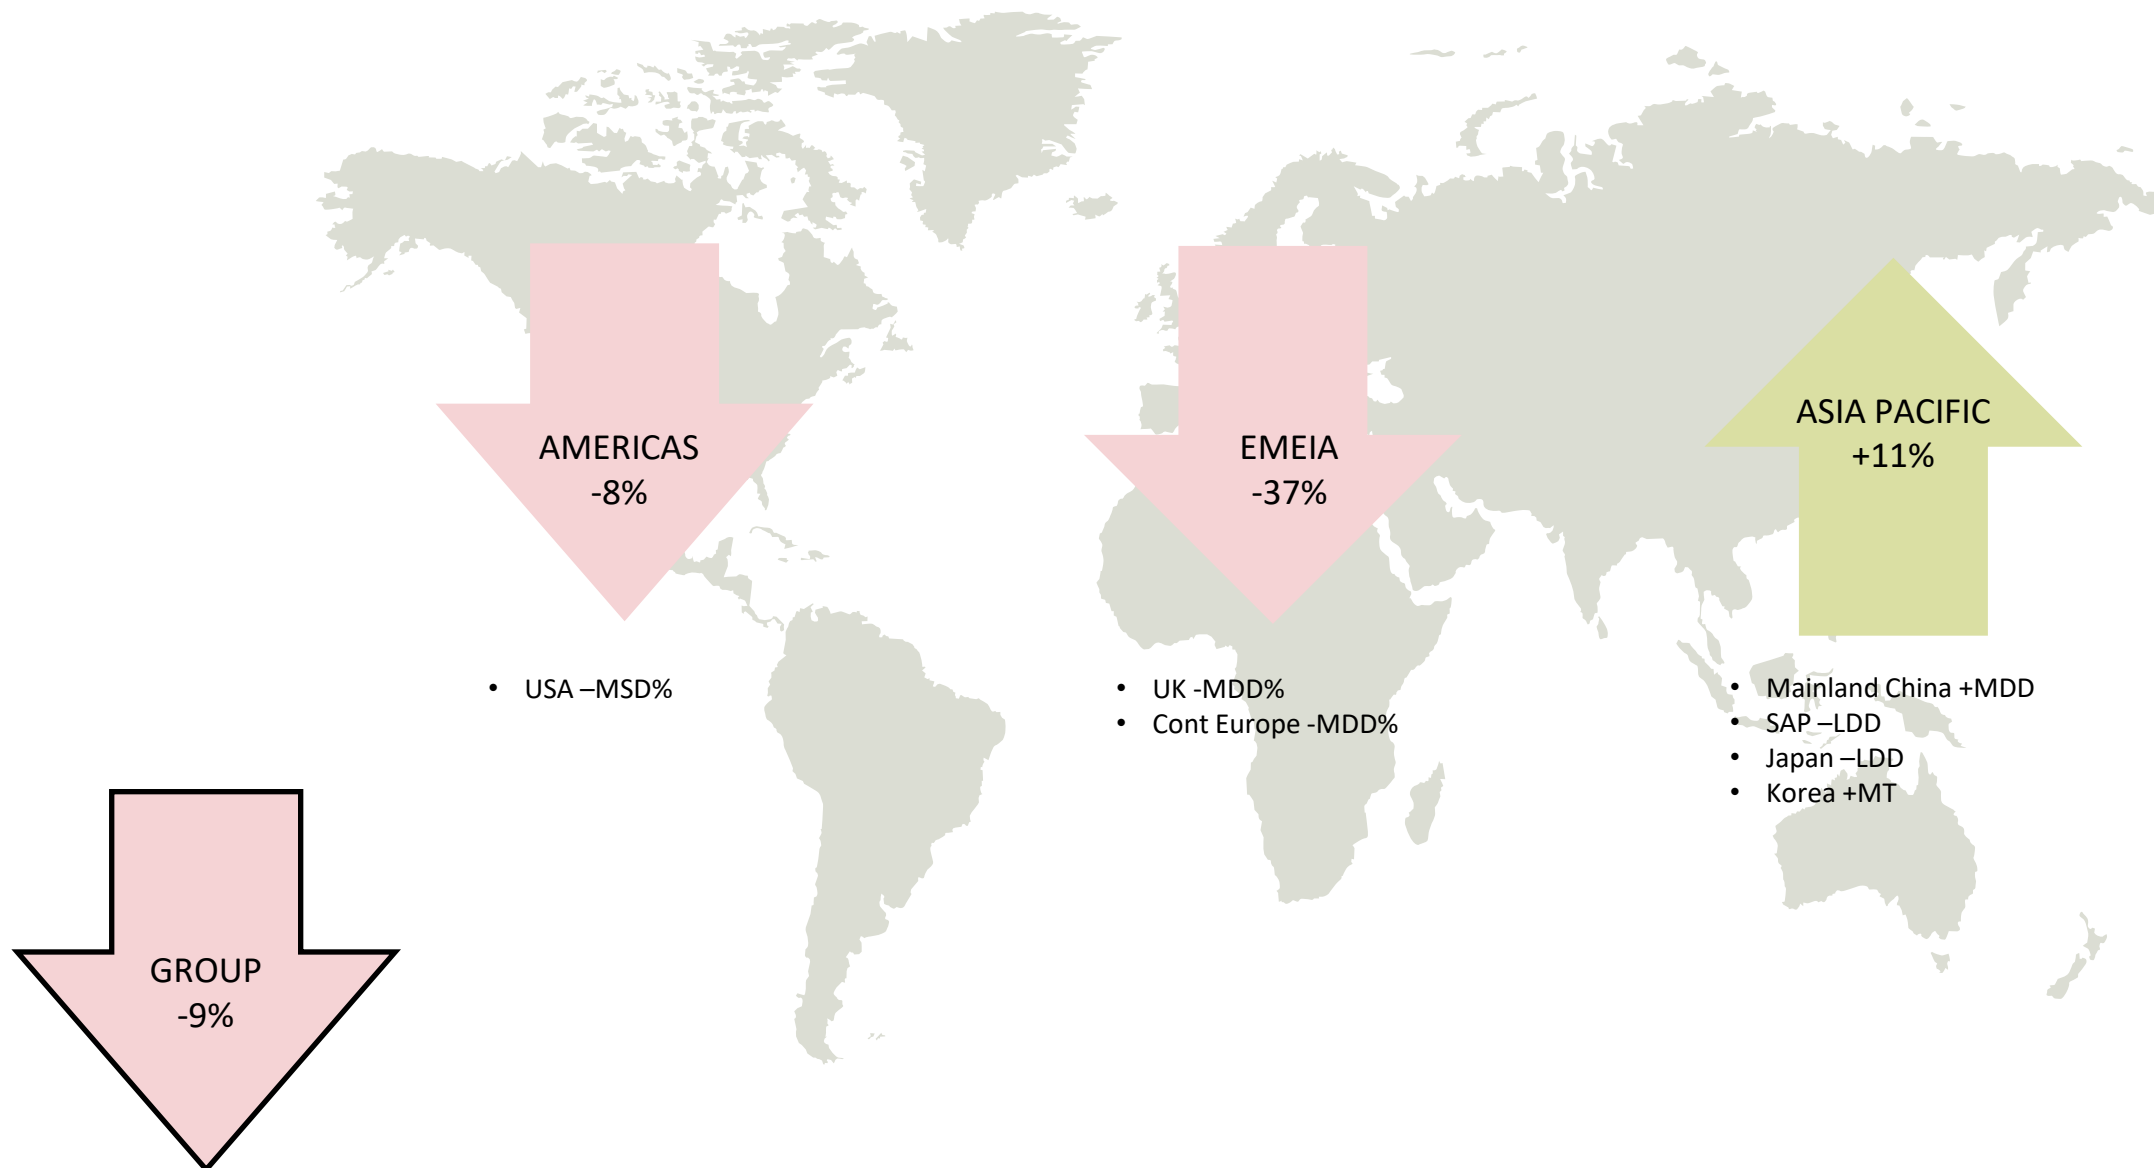 AMERICAS
-8%
• USA –MSD%
EMEIA
-37%
• UK -MDD%
• Cont Europe -MDD%
ASIA PACIFIC
+11%
• Mainland China +MDD
• SAP –LDD
• Japan –LDD
• Korea +MT
GROUP
-9%